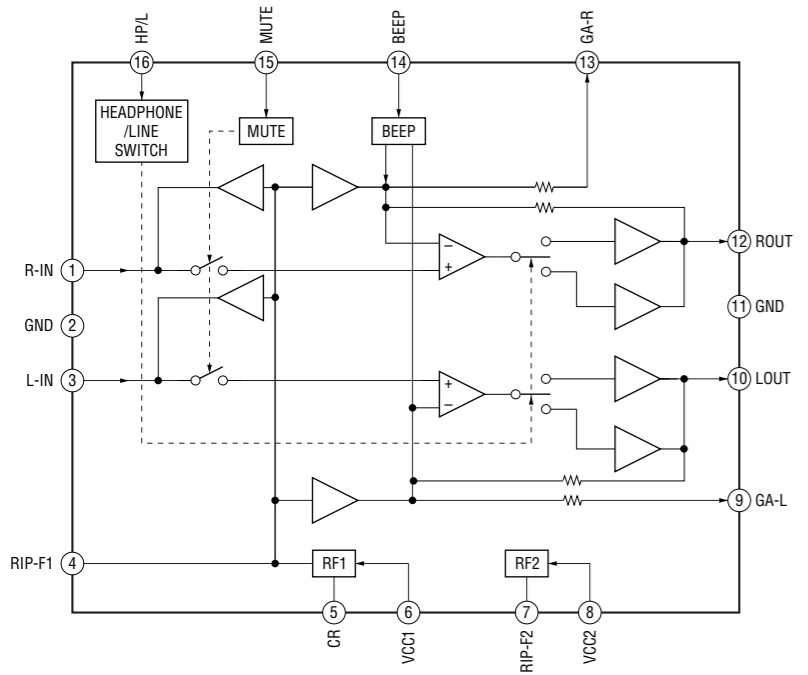 HP/L
MUTE
BEEP
GA-R
16
15
14
13
HEADPHONE
/LINE
SWITCH
MUTE
BEEP
−
+
12 ROUT
R-IN 1
11 GND
GND 2
L-IN 3
+
−
10 LOUT
9 GA-L
RIP-F1 4
RF1
RF2
5
6
7
8
CR
VCC1
RIP-F2
VCC2